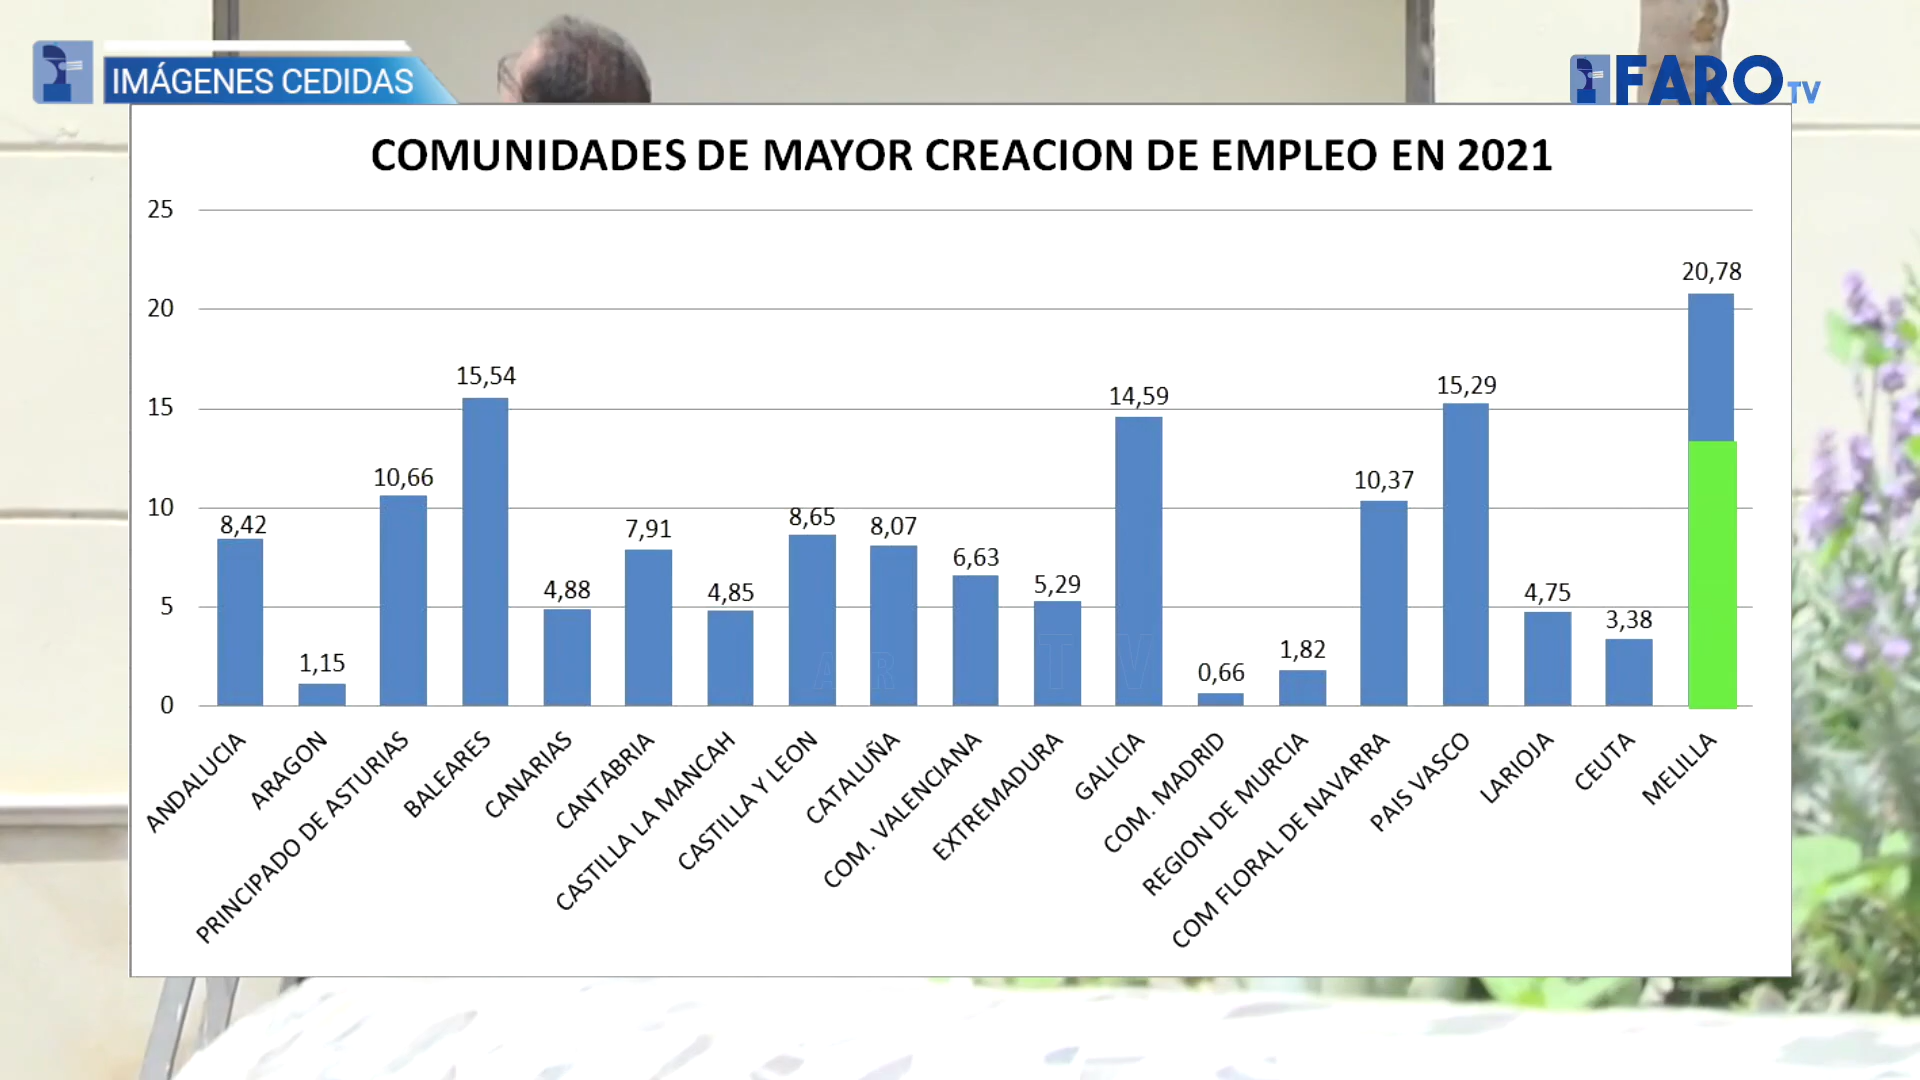 IMÁGENES CEDIDAS
FARO TV
COMUNIDADES DE MAYOR CREACION DE EMPLEO EN 2021
25
20
15
10
5
0
8,42
1,15
10,66
15,54
4,88
7,91
4,85
8,65
8,07
6,63
5,29
14,59
0,66
1,82
10,37
15,29
4,75
3,38
20,78
ANDALUCIA
ARAGON
PRINCIPADO DE ASTURIAS
BALEARES
CANARIAS
CANTABRIA
CASTILLA LA MANCAH
CASTILLA Y LEON
CATALUÑA
COM. VALENCIANA
EXTREMADURA
GALICIA
COM. MADRID
REGION DE MURCIA
COM FLORAL DE NAVARRA
PAIS VASCO
LARIOJA
CEUTA
MELILLA